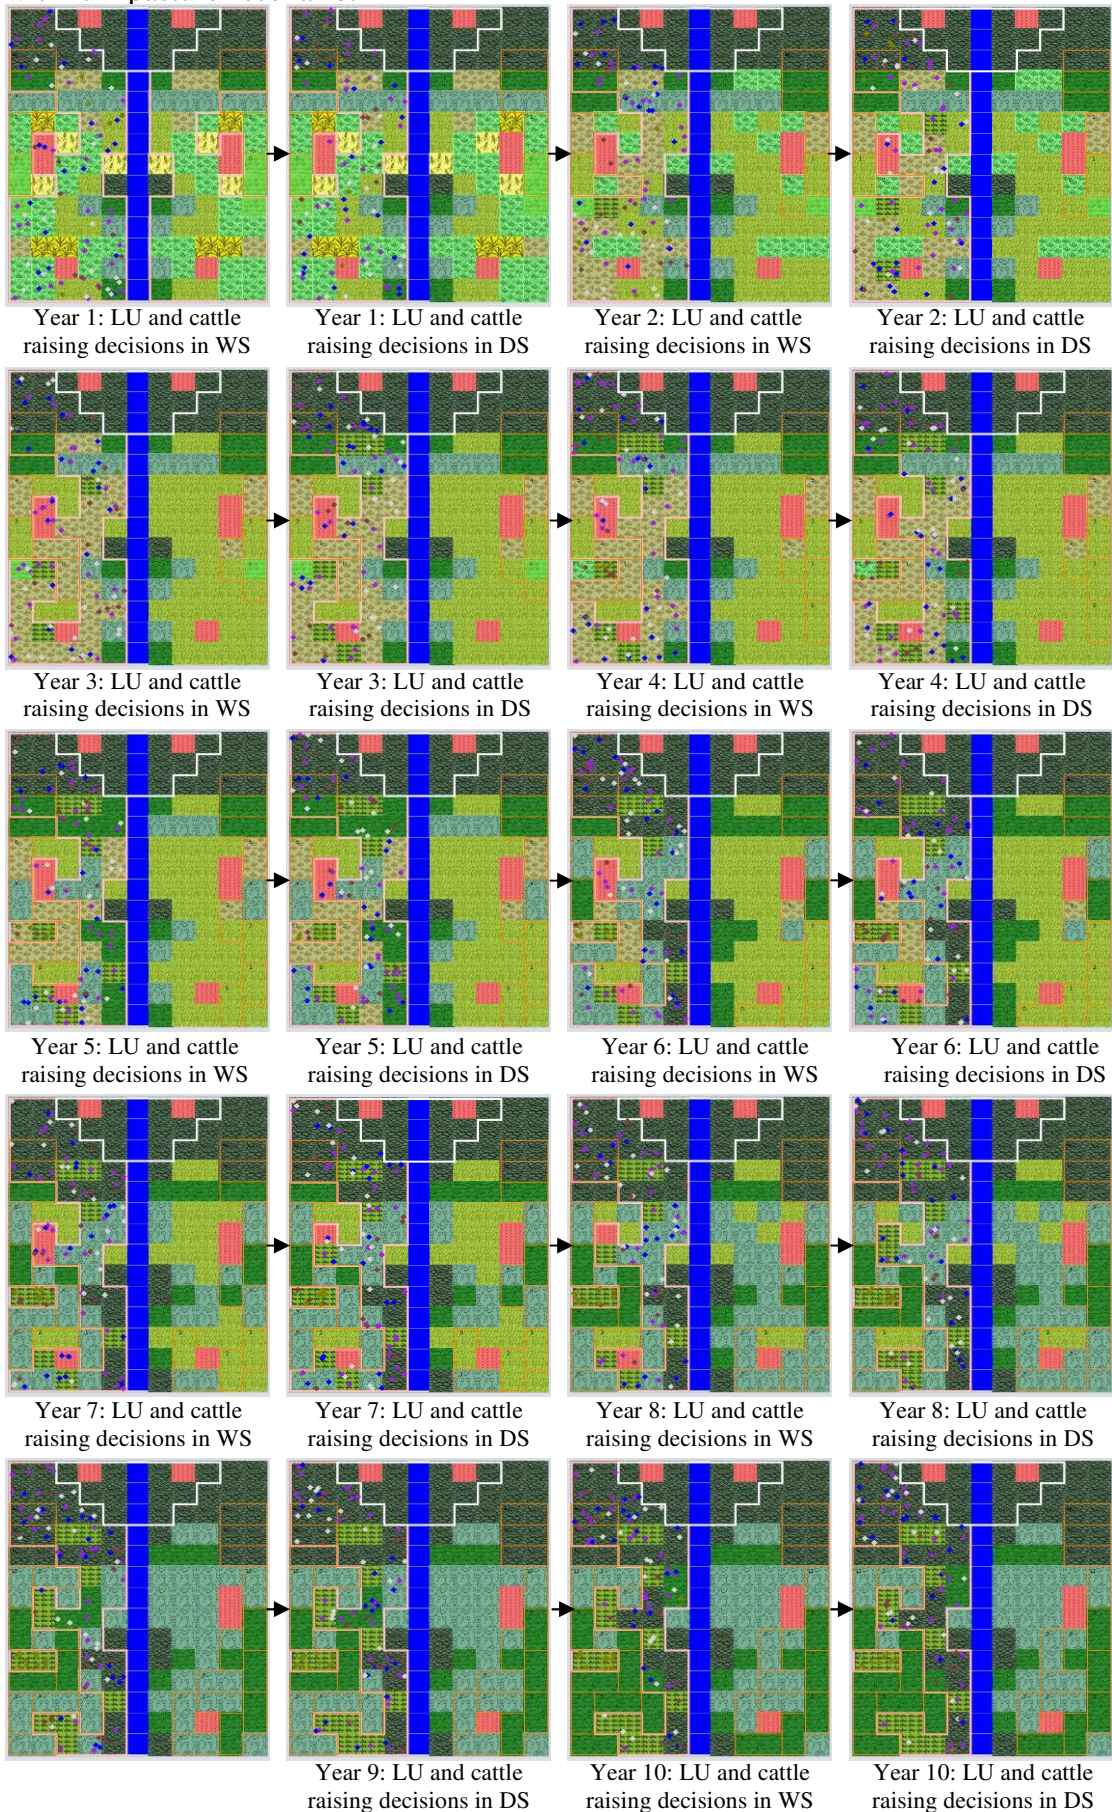 Year 1: LU and cattle
raising decisions in WS
Year 1: LU and cattle
raising decisions in DS
Year 2: LU and cattle
raising decisions in WS
Year 2: LU and cattle
raising decisions in DS
Year 3: LU and cattle
raising decisions in WS
Year 3: LU and cattle
raising decisions in DS
Year 4: LU and cattle
raising decisions in WS
Year 4: LU and cattle
raising decisions in DS
Year 5: LU and cattle
raising decisions in WS
Year 5: LU and cattle
raising decisions in DS
Year 6: LU and cattle
raising decisions in WS
Year 6: LU and cattle
raising decisions in DS
Year 7: LU and cattle
raising decisions in WS
Year 7: LU and cattle
raising decisions in DS
Year 8: LU and cattle
raising decisions in WS
Year 8: LU and cattle
raising decisions in DS
Year 9: LU and cattle
raising decisions in DS
Year 10: LU and cattle
raising decisions in WS
Year 10: LU and cattle
raising decisions in DS